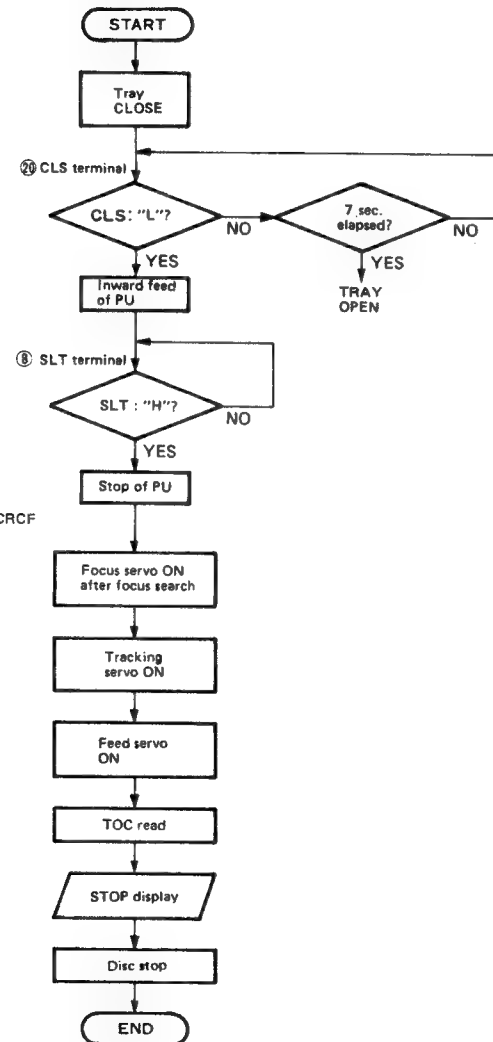 START
Tray
CLOSE
⑳ CLS terminal
CLS: "L"?
NO
7 sec.
elapsed?
NO
YES
YES
TRAY
OPEN
Inward feed
of PU
⑧ SLT terminal
SLT : "H"?
NO
YES
Stop of PU
CRCF
Focus servo ON
after focus search
Tracking
servo ON
Feed servo
ON
TOC read
STOP display
Disc stop
END